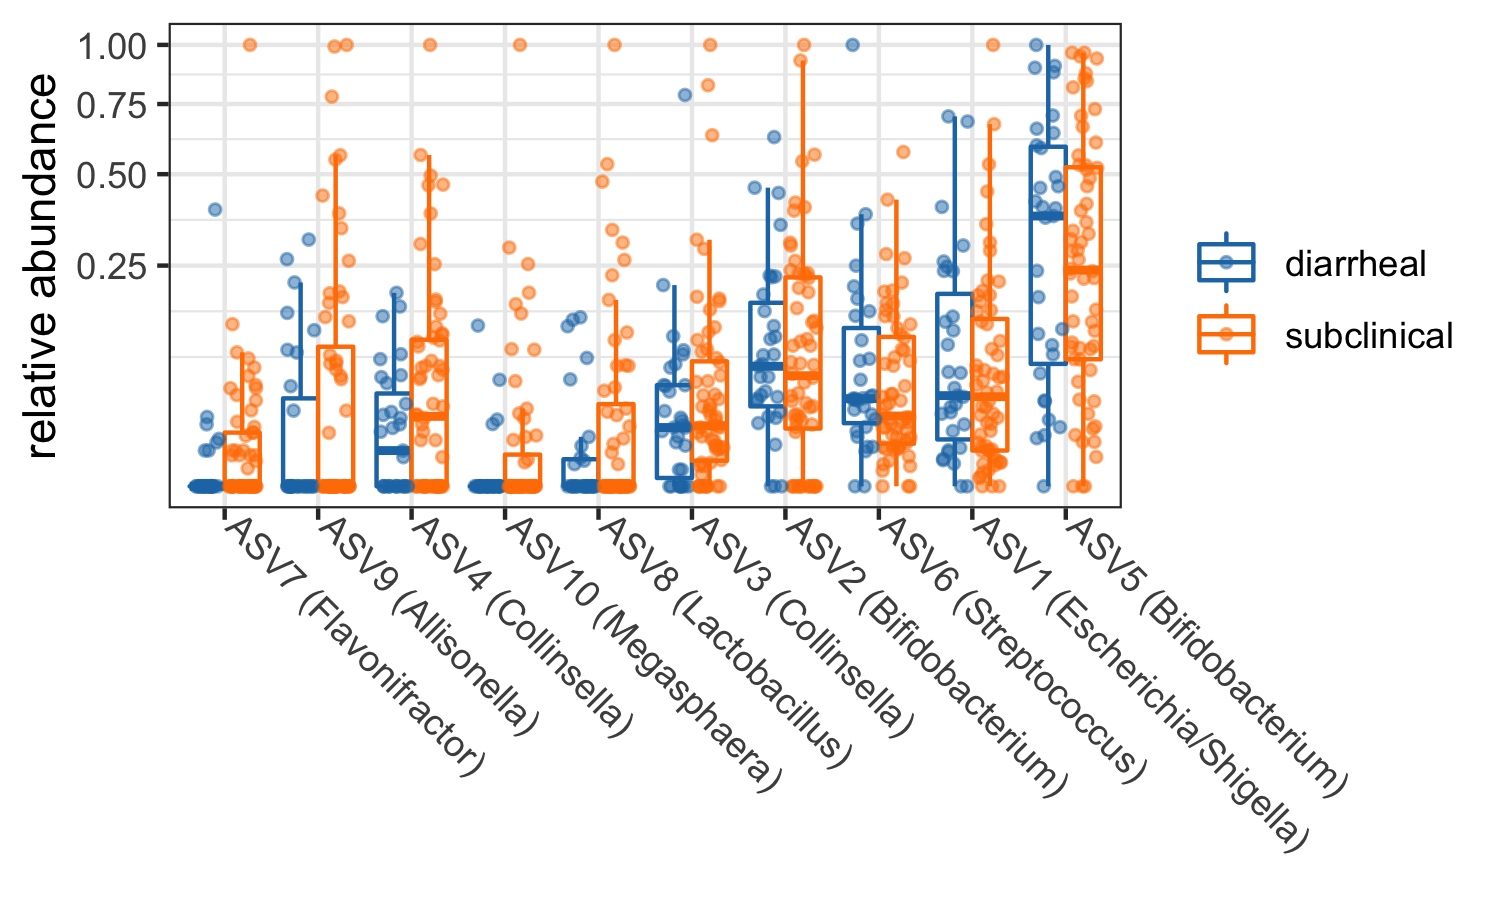 relative abundance
1.00
0.75
0.50
0.25
ASV7 (Flavonifractor)
ASV9 (Allisonella)
ASV4 (Collinsella)
ASV10 (Megasphaera)
ASV8 (Lactobacillus)
ASV3 (Collinsella)
ASV2 (Bifidobacterium)
ASV6 (Streptococcus)
ASV1 (Escherichia/Shigella)
ASV5 (Bifidobacterium)
diarrheal
subclinical